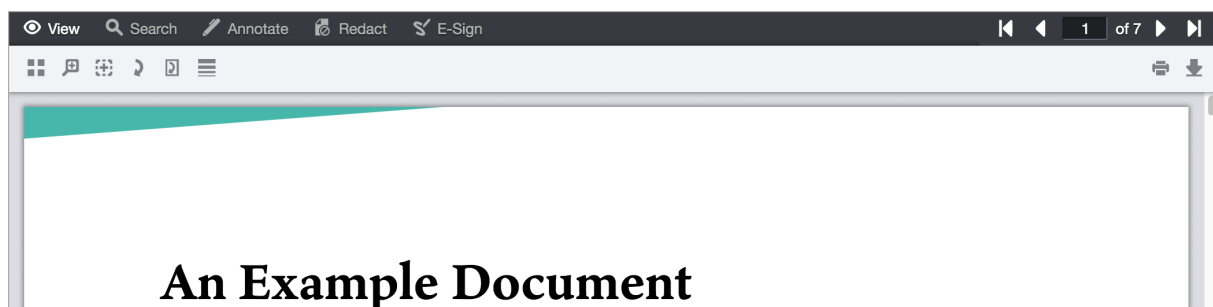 View Search Annotate Redact E-Sign 1 of 7
An Example Document